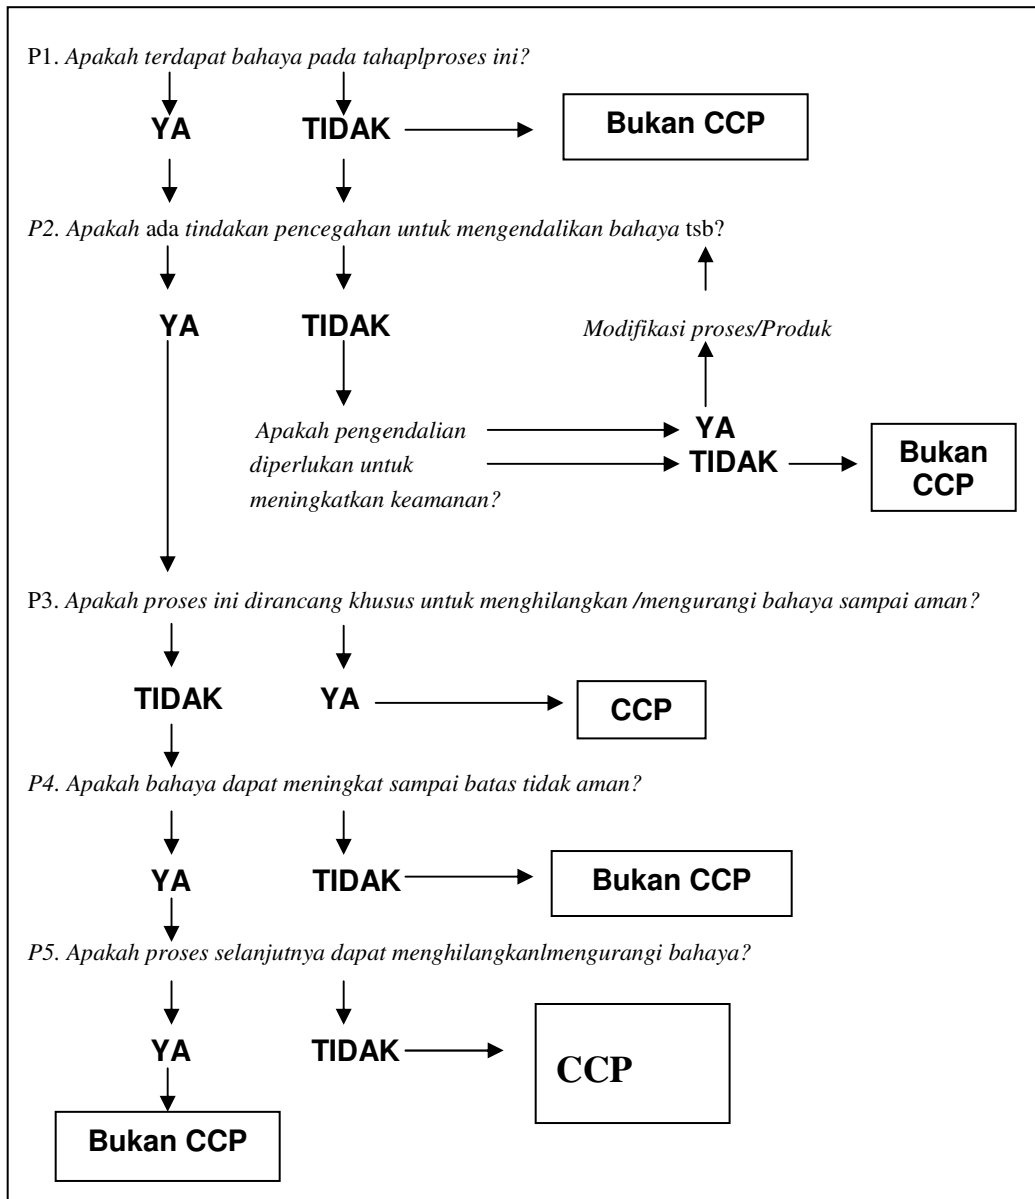 P1. Apakah terdapat bahaya pada tahaplproses ini?
YA TIDAK Bukan CCP
P2. Apakah ada tindakan pencegahan untuk mengendalikan bahaya tsb?
YA TIDAK Modifikasi proses/Produk
Apakah pengendalian YA
diperlukan untuk TIDAK
meningkatkan keamanan?
Bukan
CCP
P3. Apakah proses ini dirancang khusus untuk menghilangkan /mengurangi bahaya sampai aman?
TIDAK YA CCP
P4. Apakah bahaya dapat meningkat sampai batas tidak aman?
YA TIDAK Bukan CCP
P5. Apakah proses selanjutnya dapat menghilangkanlmengurangi bahaya?
YA TIDAK CCP
Bukan CCP